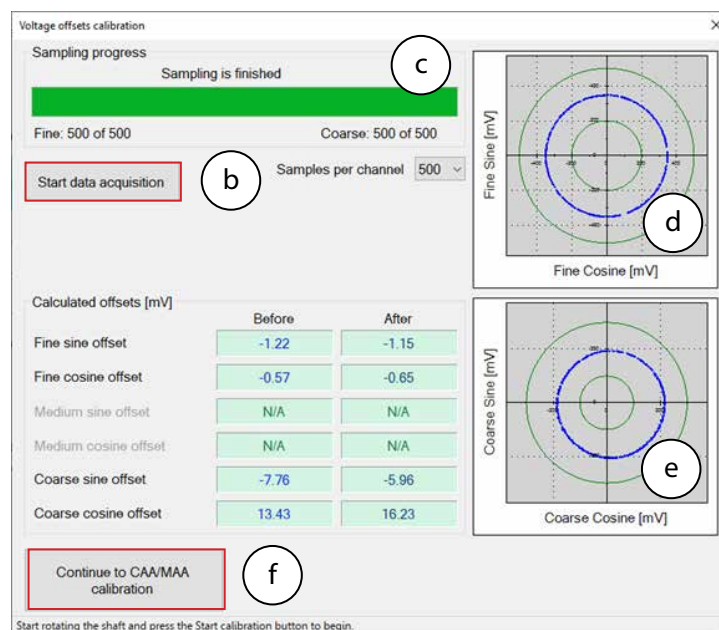 Voltage offsets calibration
Sampling progress
c
Sampling is finished
Fine: 500 of 500 Coarse: 500 of 500
Start data acquisition
b
Samples per channel 500
Fine Sine [mV]
d
Fine Cosine [mV]
Calculated offsets [mV]
Before After
Fine sine offset -1.22 -1.15
Fine cosine offset -0.57 -0.65
Medium sine offset N/A N/A
Medium cosine offset N/A N/A
Coarse sine offset -7.76 -5.96
Coarse cosine offset 13.43 16.23
Coarse Sine [mV]
e
Coarse Cosine [mV]
Continue to CAA/MAA
calibration
f
Start rotating the shaft and press the Start calibration button to begin.